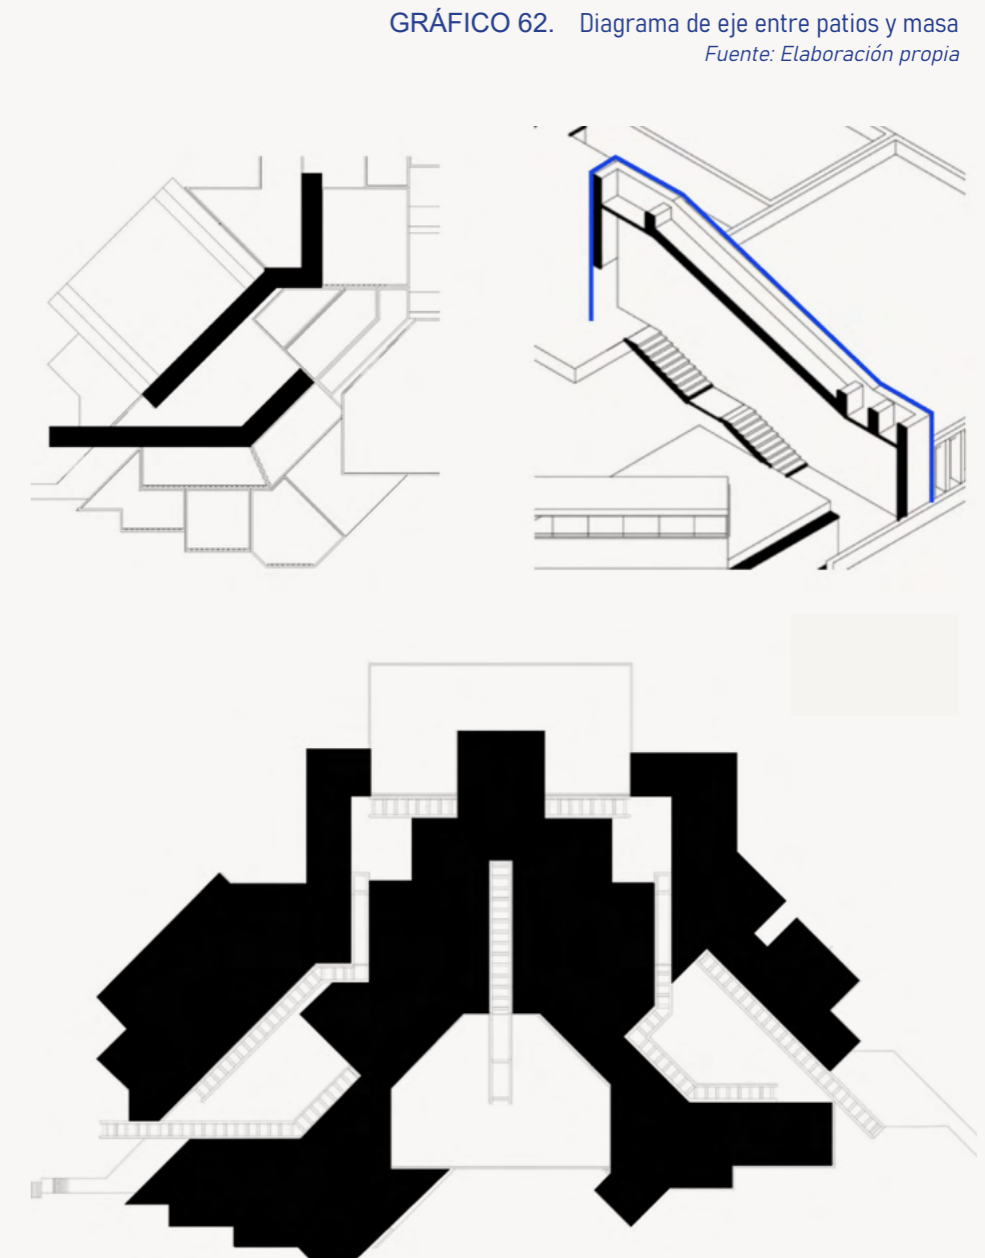 GRÁFICO 62. Diagrama de eje entre patios y masa
Fuente: Elaboración propia